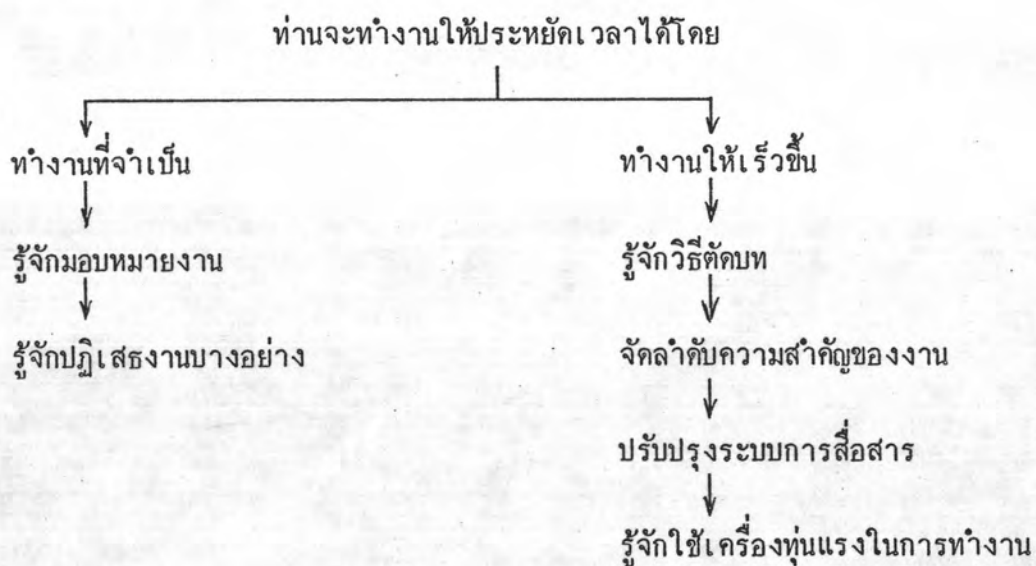 ท่านจะทำงานให้ประหยัดเวลาได้โดย
ทำงานที่จำเป็น
รู้จักมอบหมายงาน
รู้จักปฏิเสธงานบางอย่าง
ทำงานให้เร็วขึ้น
รู้จักวิธีตัดบท
จัดลำดับความสำคัญของงาน
ปรับปรุงระบบการสื่อสาร
รู้จักใช้เครื่องทุ่นแรงในการทำงาน